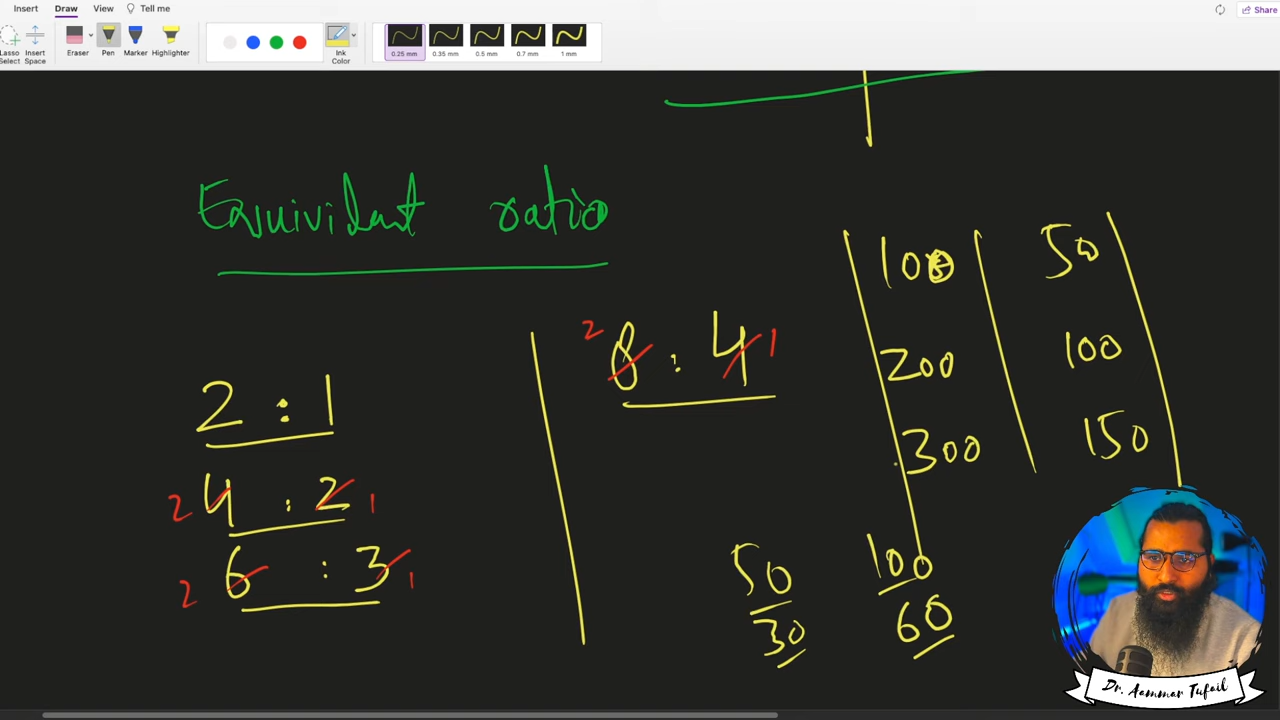 Insert Draw View Tell me
Share
Lasso Select
Insert Space
Eraser
Pen
Marker
Highlighter
Ink Color
0.25 mm
0.35 mm
0.5 mm
0.7 mm
1 mm
Equivilant ratio
2 : 1
2 4 : 2 1
2 6 : 3 1
2 8 : 4 1
100 50
200 100
300 150
50 100
30 60
Dr. Aammar Tufail